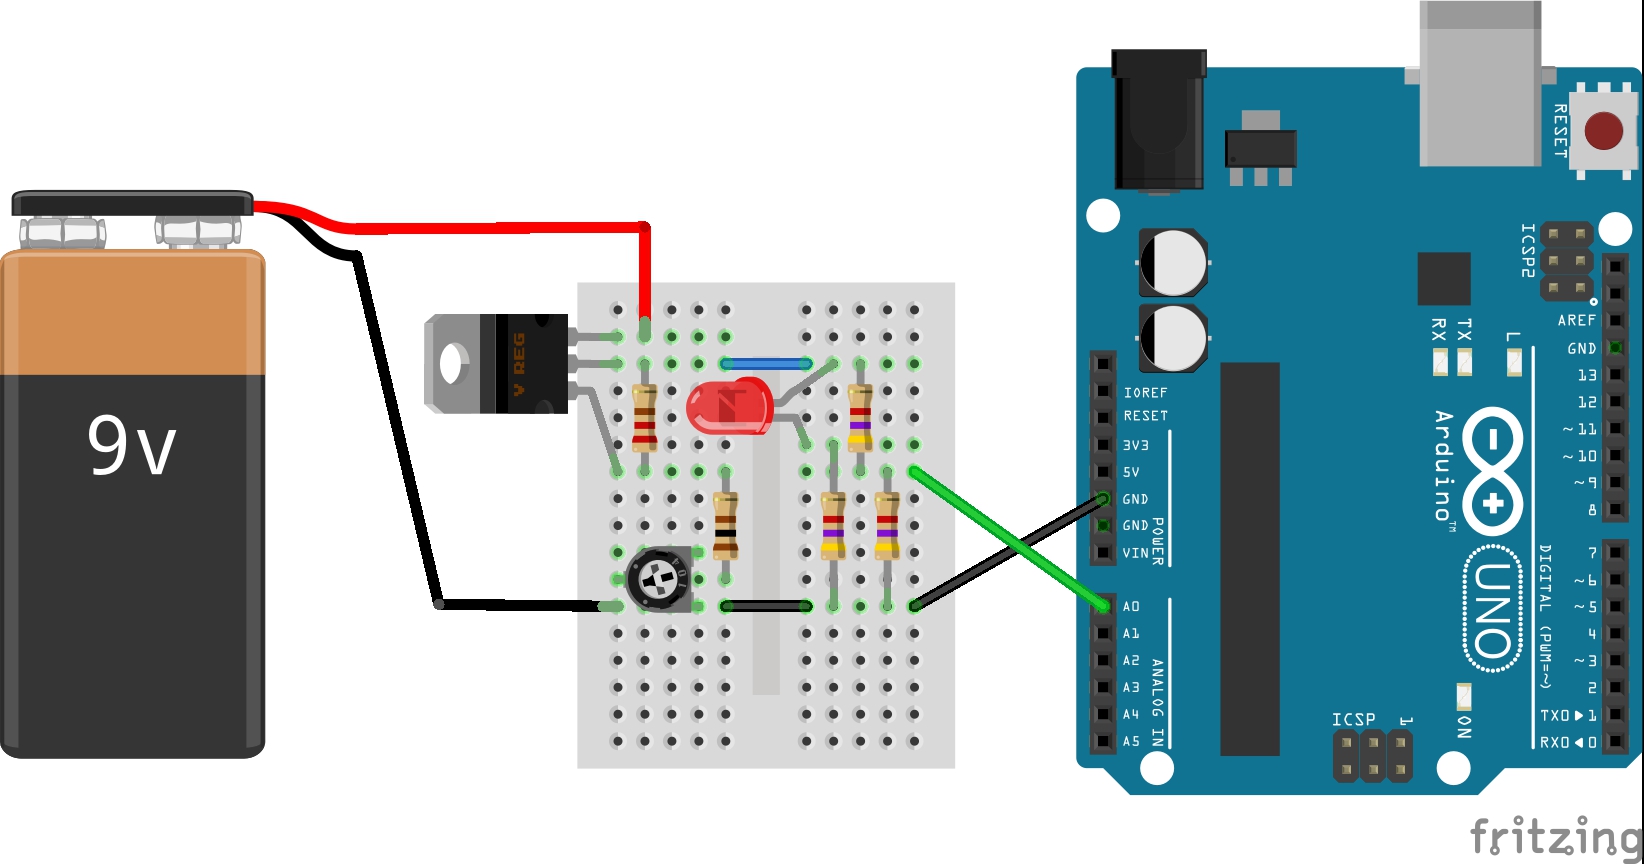 9v
V REG
RESET
ICSP2
RX
TX
L
AREF
GND
13
12
~11
~10
~9
8
7
~6
~5
4
~3
2
TX0▶1
RX0◀0
DIGITAL (PWM=~)
IOREF
RESET
3V3
5V
GND
GND
VIN
POWER
A0
A1
A2
A3
A4
A5
ANALOG IN
Arduino™
UNO
ICSP
1
ON
fritzing